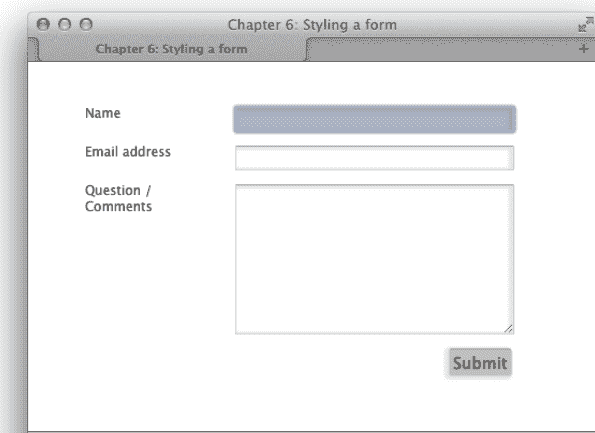 Chapter 6: Styling a form
Chapter 6: Styling a form
Name
Email address
Question /
Comments
Submit